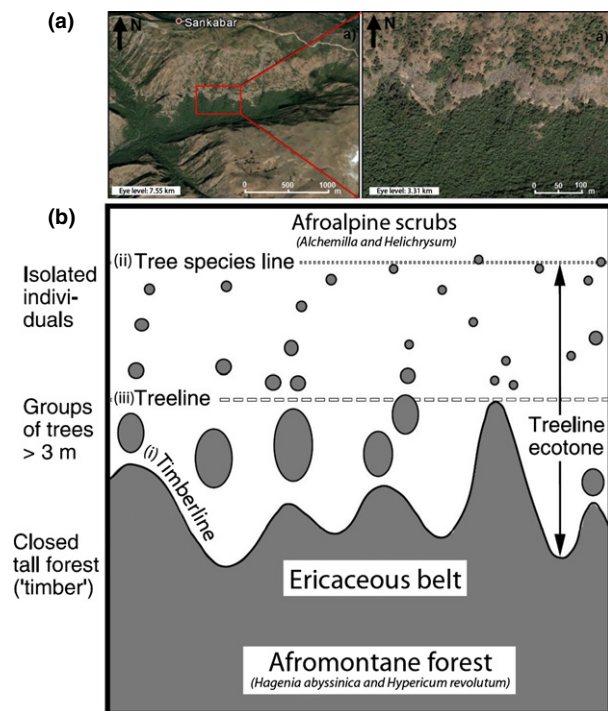 (a)
N
Sankabar
a)
Eye level: 7.55 km
0 500 1000 m
N
a)
Eye level: 3.31 km
0 50 100 m
(b)
Afroalpine scrubs
(Alchemilla and Helichrysum)
(ii) Tree species line
Isolated
indivi-
duals
(iii) Treeline
Groups
of trees
> 3 m
(i) Timberline
Treeline
ecotone
Closed
tall forest
('timber')
Ericaceous belt
Afromontane forest
(Hagenia abyssinica and Hypericum revolutum)